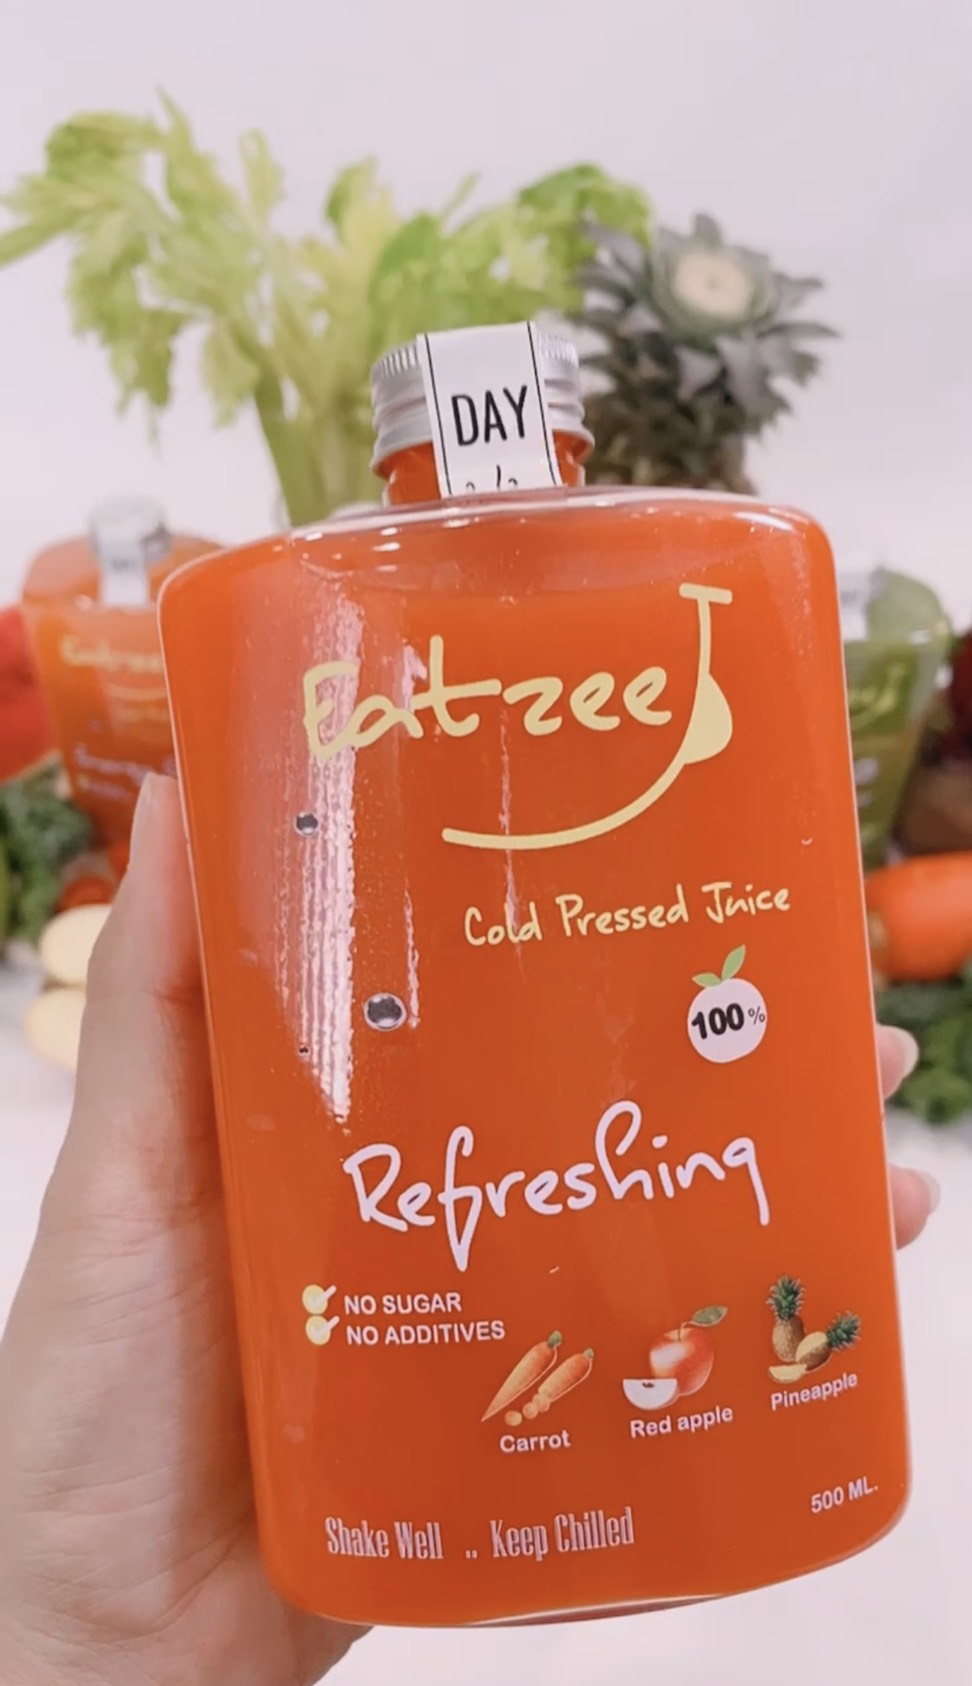 DAY
Eatzee
Cold Pressed Juice
100%
Refreshing
NO SUGAR
NO ADDITIVES
Carrot
Red apple
Pineapple
500 ML.
Shake Well .. Keep Chilled